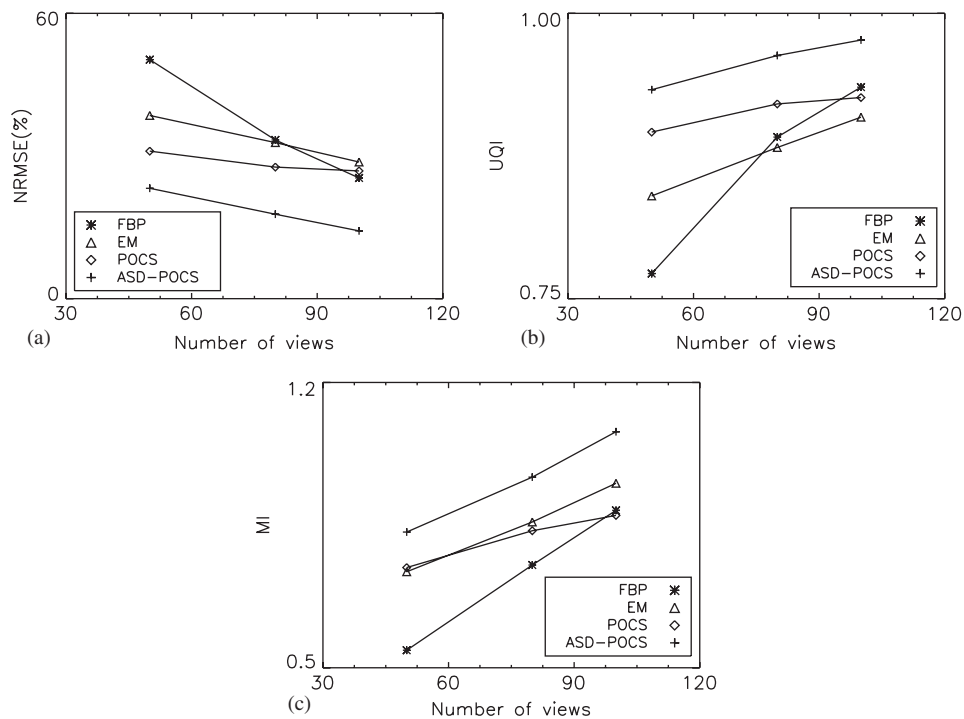 60
NRMSE(%)
FBP
EM
POCS
ASD-POCS
0
30 60 90 120
(a)
Number of views
1.00
UQI
FBP
EM
POCS
ASD-POCS
0.75
30 60 90 120
(b)
Number of views
1.2
MI
FBP
EM
POCS
ASD-POCS
0.5
30 60 90 120
(c)
Number of views